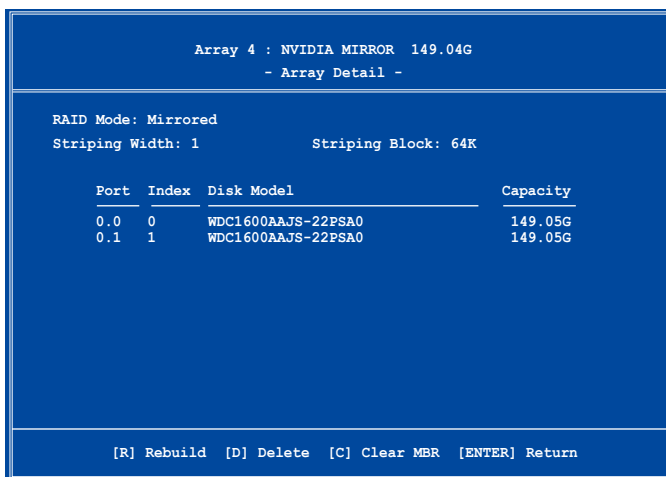 Array 4 : NVIDIA MIRROR 149.04G
- Array Detail -
RAID Mode: Mirrored
Striping Width: 1 Striping Block: 64K
Port Index Disk Model Capacity
0.0 0 WDC1600AAJS-22PSA0 149.05G
0.1 1 WDC1600AAJS-22PSA0 149.05G
[R] Rebuild [D] Delete [C] Clear MBR [ENTER] Return